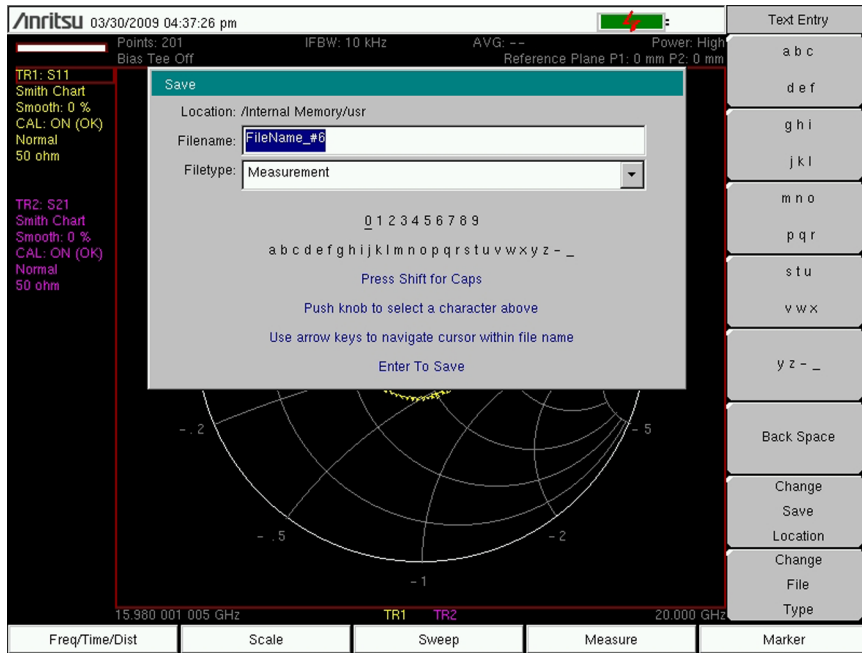 Anritsu 03/30/2009 04:37:26 pm
Text Entry
Points: 201 IFBW: 10 kHz AVG: -- Power: High
Bias Tee Off Reference Plane P1: 0 mm P2: 0 mm
TR1: S11
Smith Chart
Smooth: 0 %
CAL: ON (OK)
Normal
50 ohm
TR2: S21
Smith Chart
Smooth: 0 %
CAL: ON (OK)
Normal
50 ohm
Save
Location: /Internal Memory/usr
Filename: FileName_#6
Filetype: Measurement
0 1 2 3 4 5 6 7 8 9
a b c d e f g h i j k l m n o p q r s t u v w x y z - _
Press Shift for Caps
Push knob to select a character above
Use arrow keys to navigate cursor within file name
Enter To Save
-.2
-5
-.5
-2
-1
15.980 001 005 GHz TR1 TR2 20.000 GHz
a b c
d e f
g h i
j k l
m n o
p q r
s t u
v w x
y z - _
Back Space
Change
Save
Location
Change
File
Type
Freq/Time/Dist Scale Sweep Measure Marker